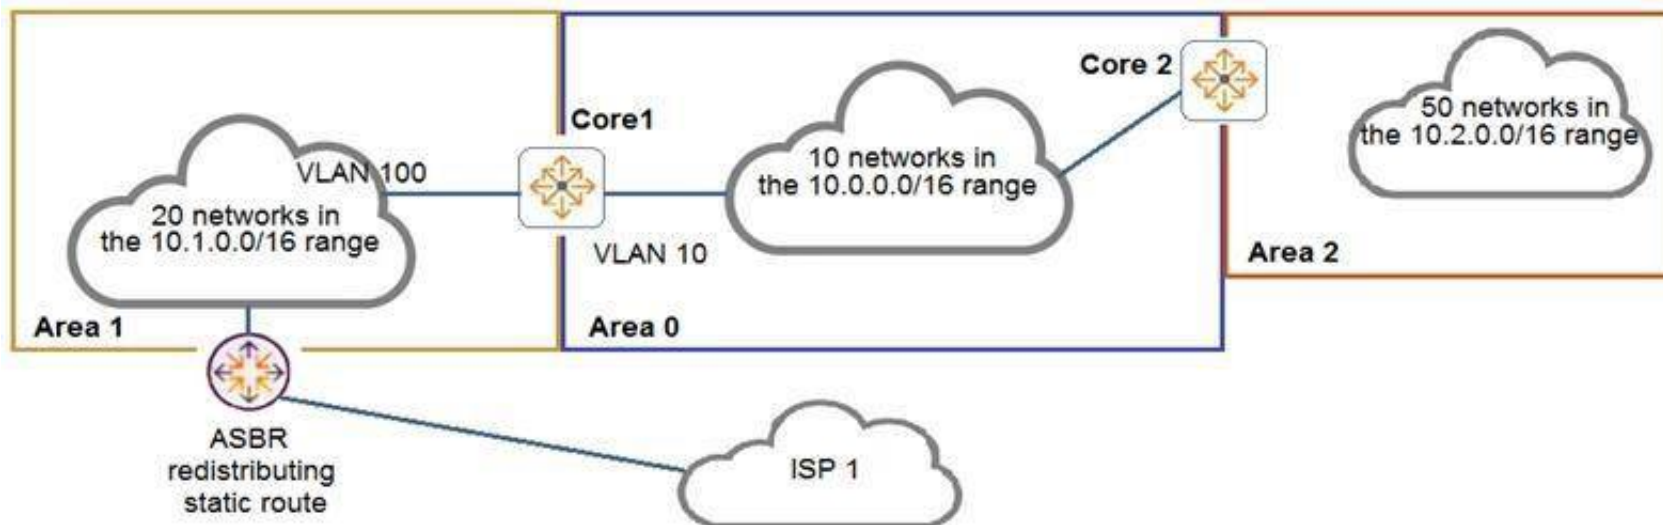 VLAN 100
20 networks in
the 10.1.0.0/16 range
Area 1
Core1
VLAN 10
10 networks in
the 10.0.0.0/16 range
Area 0
Core 2
50 networks in
the 10.2.0.0/16 range
Area 2
ASBR
redistributing
static route
ISP 1